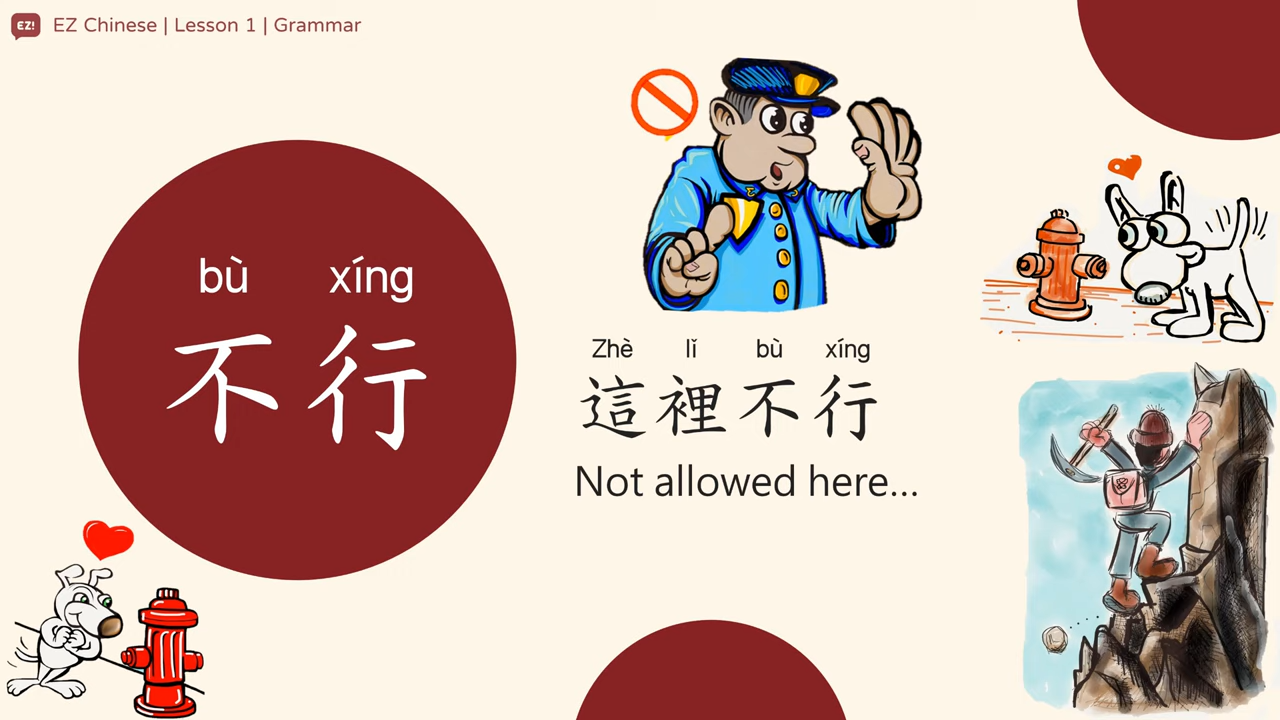 EZ!
EZ Chinese | Lesson 1 | Grammar
bù xíng
不行
Zhè lǐ bù xíng
這裡不行
Not allowed here...